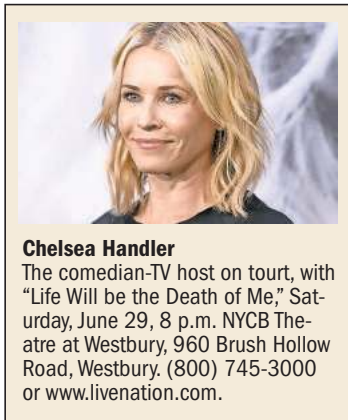 Chelsea Handler
The comedian-TV host on tourt, with
“Life Will be the Death of Me,” Sat-
urday, June 29, 8 p.m. NYCB The-
atre at Westbury, 960 Brush Hollow
Road, Westbury. (800) 745-3000
or www.livenation.com.